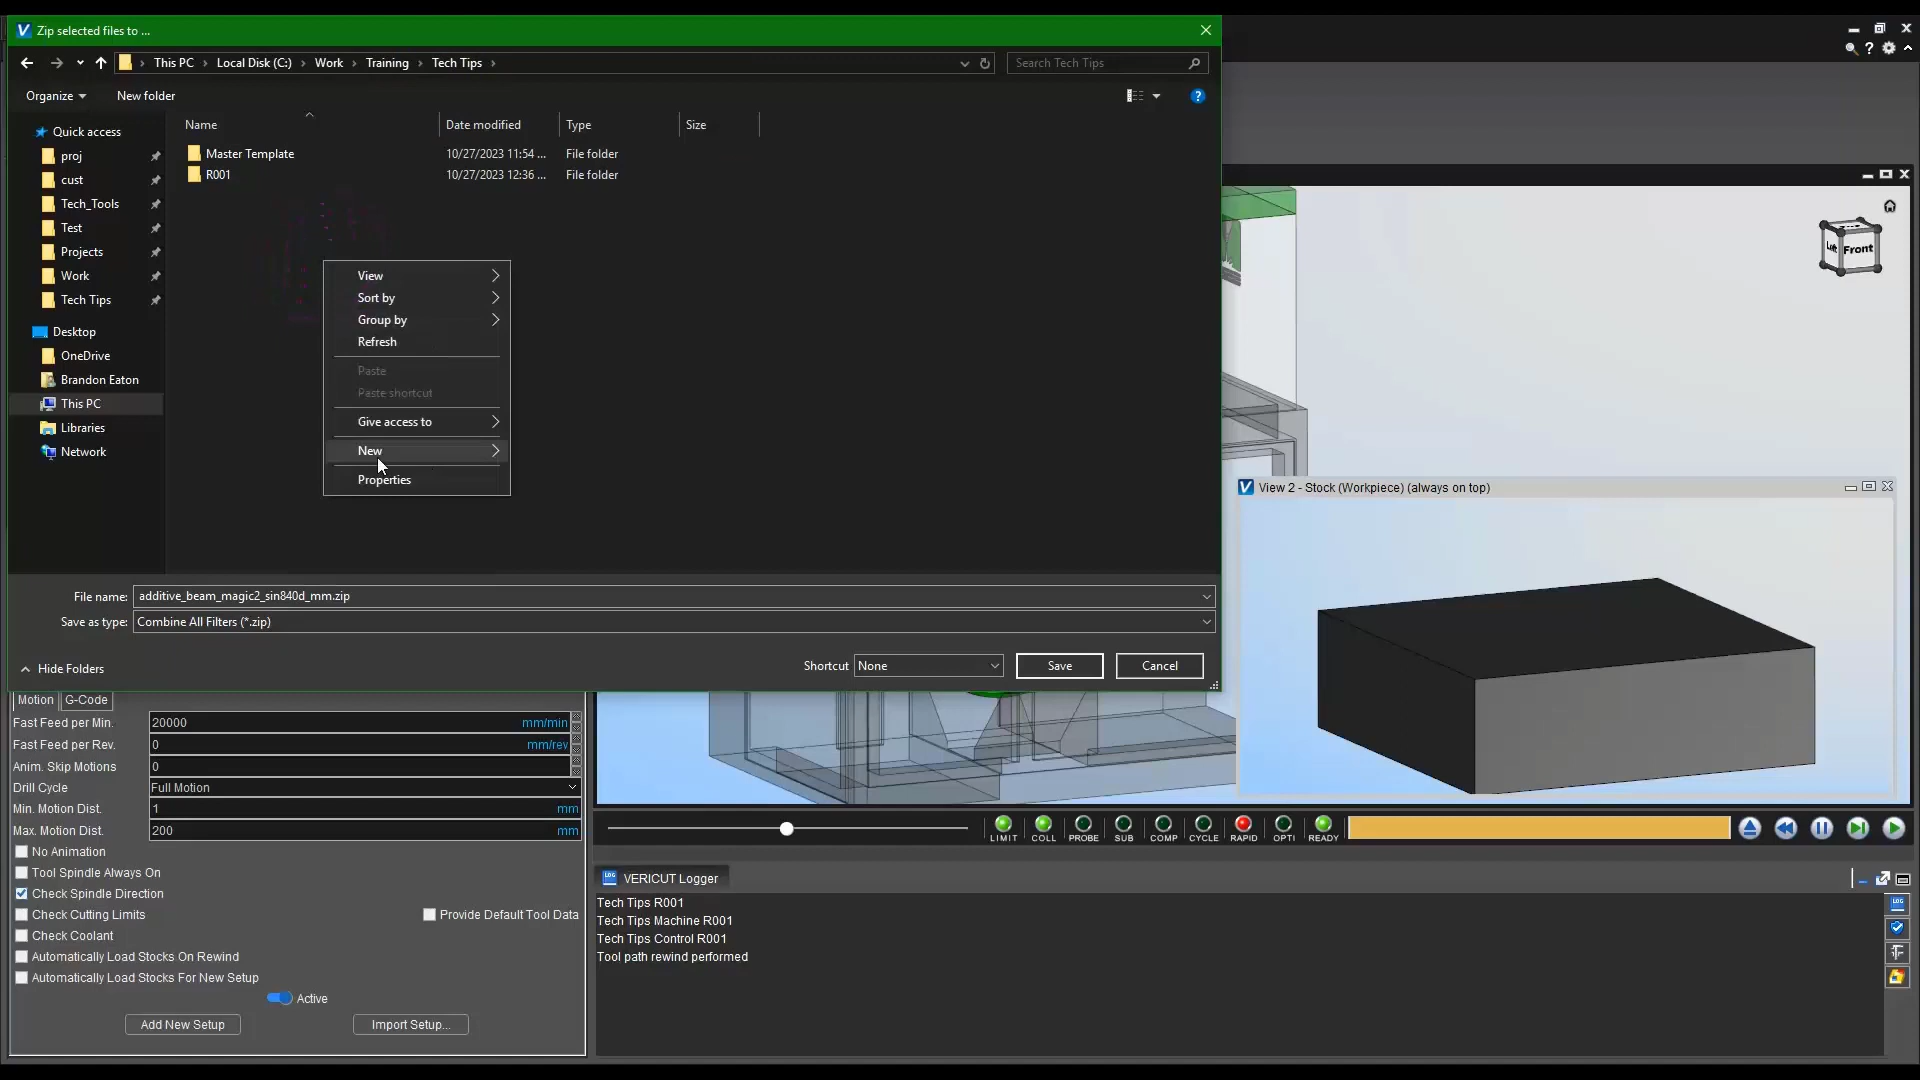 Zip selected files to ...
This PC > Local Disk (C:) > Work > Training > Tech Tips >
Search Tech Tips
Organize
New folder
Name
Date modified
Type
Size
Master Template
10/27/2023 11:54 ...
File folder
R001
10/27/2023 12:36 ...
File folder
Quick access
proj
cust
Tech_Tools
Test
Projects
Work
Tech Tips
Desktop
OneDrive
Brandon Eaton
This PC
Libraries
Network
View
Sort by
Group by
Refresh
Paste
Paste shortcut
Give access to
New
Properties
File name: additive_beam_magic2_sin840d_mm.zip
Save as type: Combine All Filters (*.zip)
Hide Folders
Shortcut None
Save
Cancel
Left
Front
View 2 - Stock (Workpiece) (always on top)
Motion
G-Code
Fast Feed per Min. 20000 mm/min
Fast Feed per Rev. 0 mm/rev
Anim. Skip Motions 0
Drill Cycle Full Motion
Min. Motion Dist. 1 mm
Max. Motion Dist. 200 mm
No Animation
Tool Spindle Always On
Check Spindle Direction
Check Cutting Limits
Provide Default Tool Data
Check Coolant
Automatically Load Stocks On Rewind
Automatically Load Stocks For New Setup
Active
Add New Setup
Import Setup...
LIMIT
COLL
PROBE
SUB
COMP
CYCLE
RAPID
OPTI
READY
LOG
VERICUT Logger
Tech Tips R001
Tech Tips Machine R001
Tech Tips Control R001
Tool path rewind performed
LOG